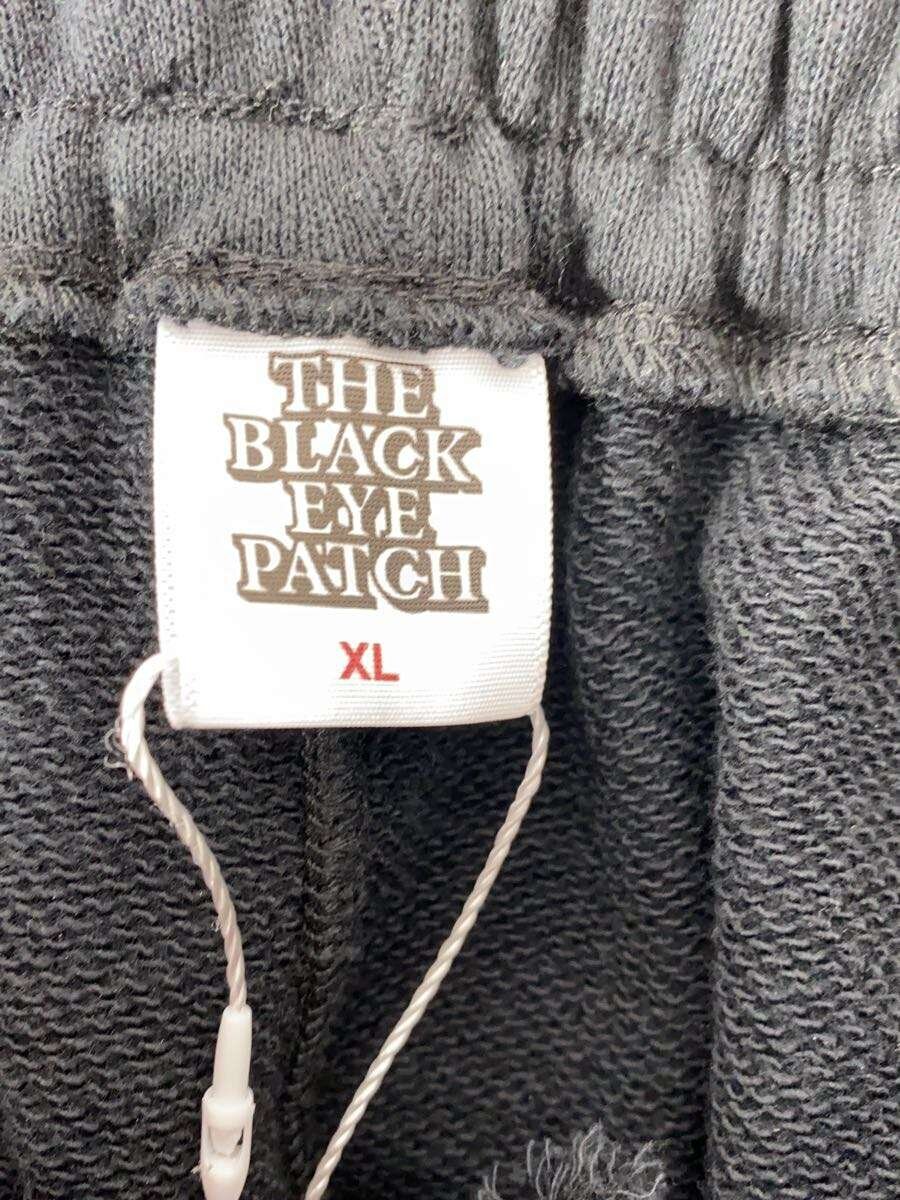 THE
BLACK
EYE
PATCH
XL